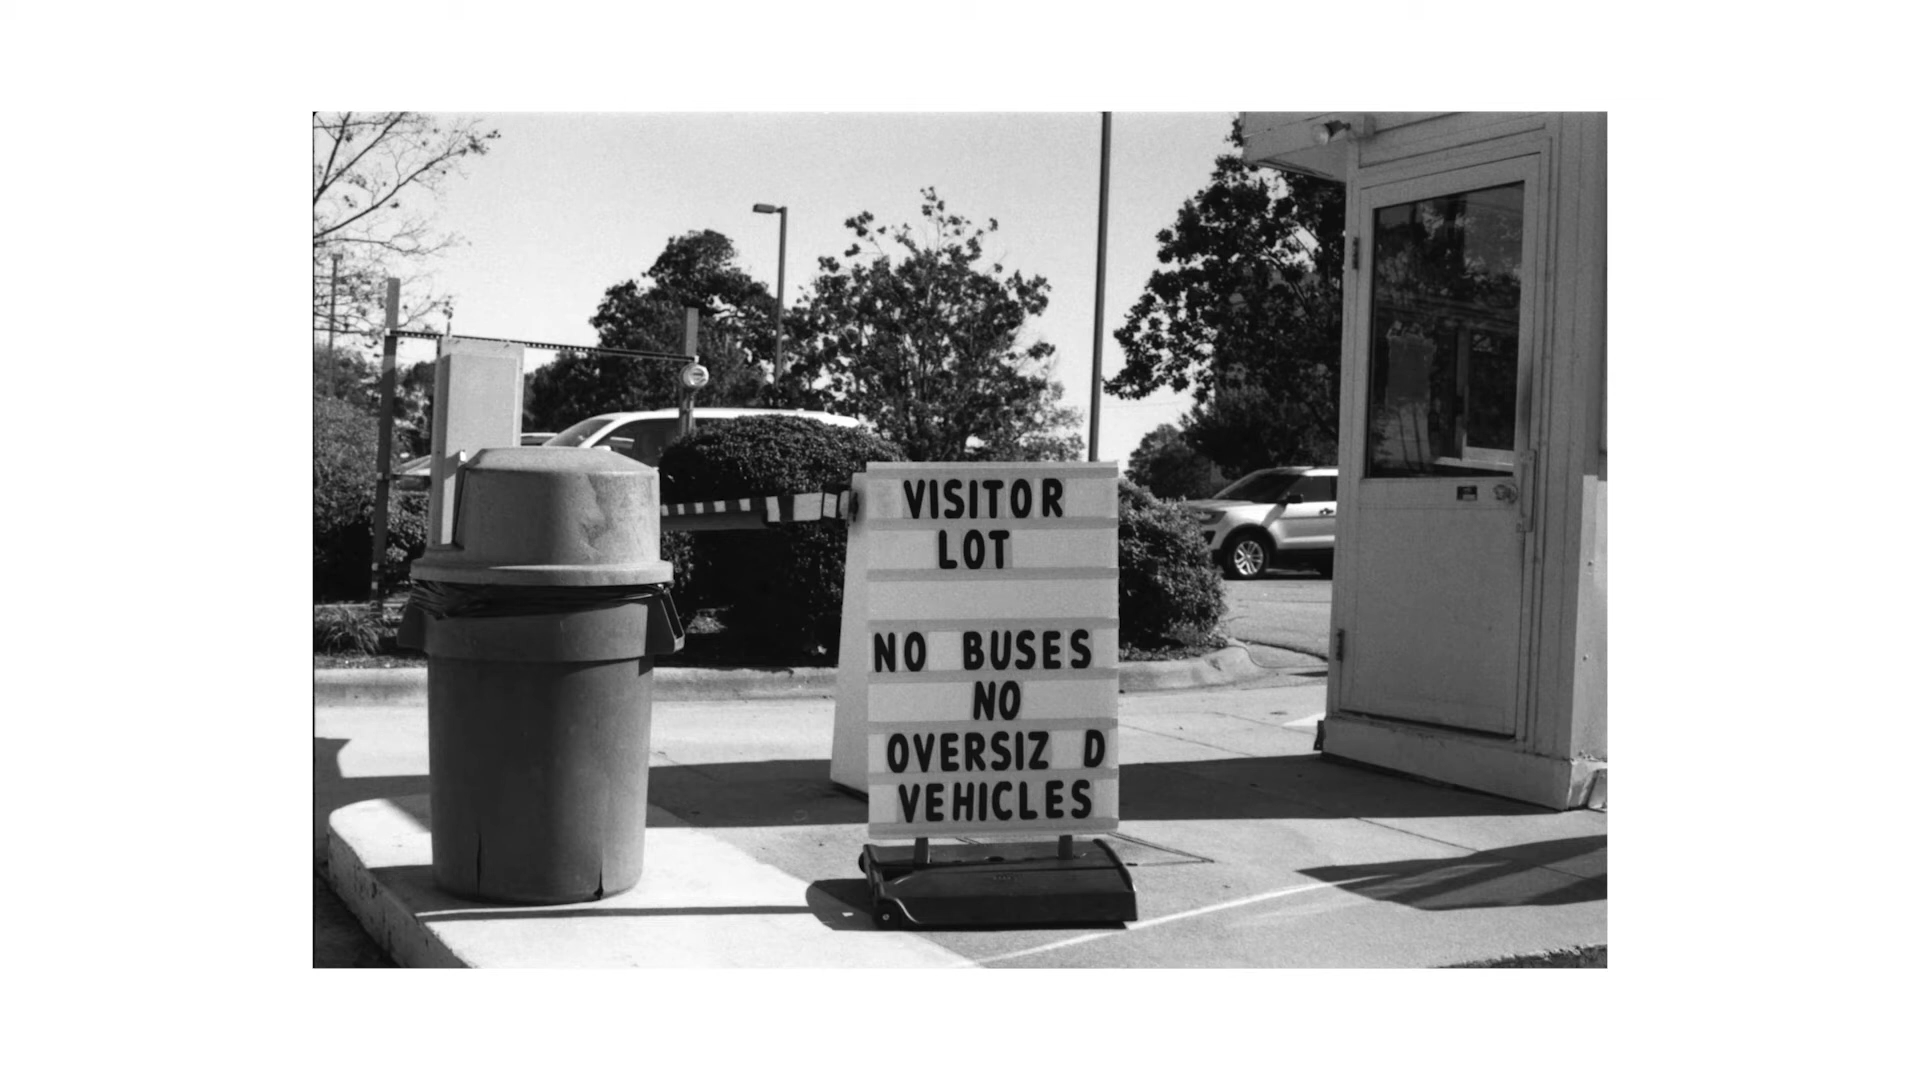 VISITOR
LOT
NO BUSES
NO
OVERSIZ D
VEHICLES